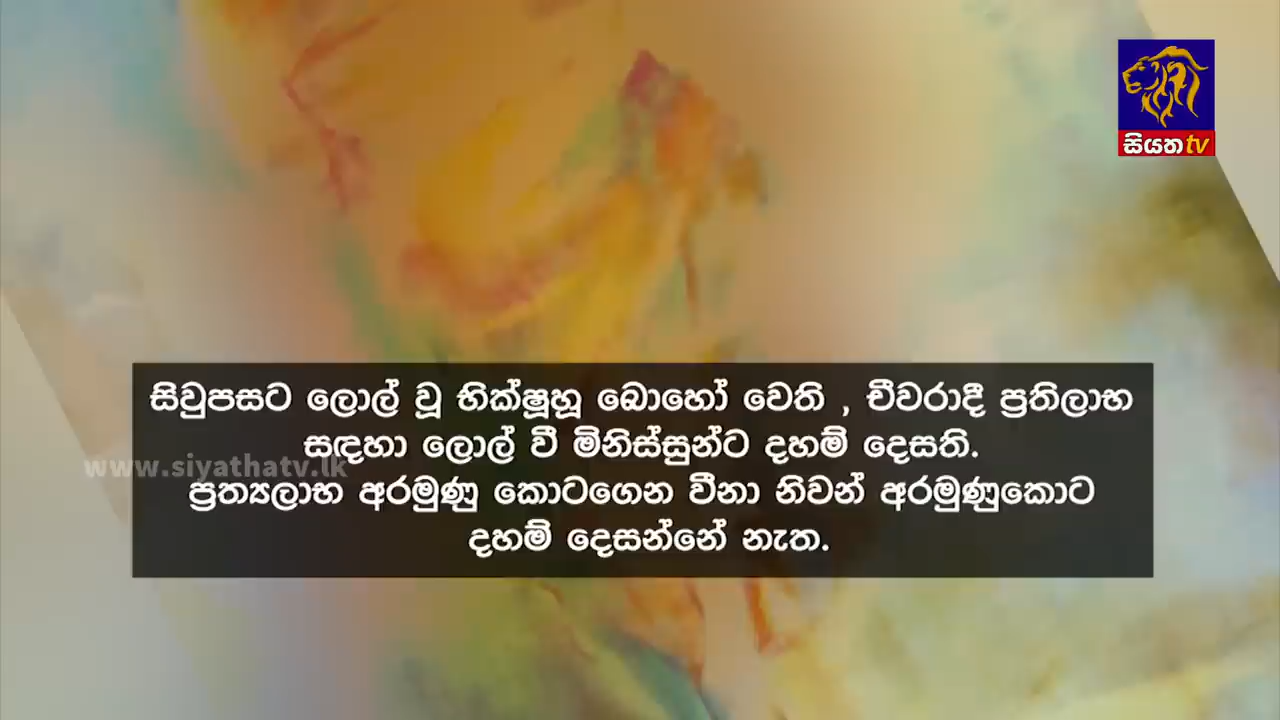 සියත tv
සිවුපසට ලොල් වූ භික්ෂූහූ බොහෝ වෙති , චීවරාදී ප්‍රතිලාභ
සඳහා ලොල් වී මිනිස්සුන්ට දහම් දෙසති.
www.siyathatv.lk
ප්‍රත්‍යලාභ අරමුණු කොටගෙන වීනා නිවන් අරමුණුකොට
දහම් දෙසන්නේ නැත.